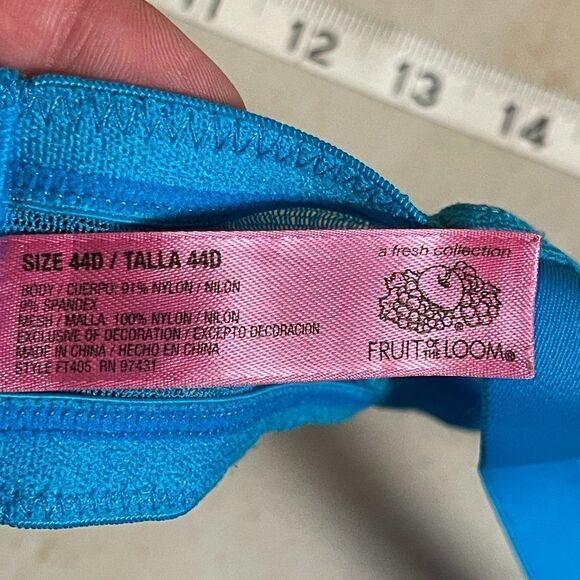 11 12 13 14
SIZE 44D / TALLA 44D
BODY / CUERPO: 91% NYLON / NILON
9% SPANDEX
MESH / MALLA: 100% NYLON / NILON
EXCLUSIVE OF DECORATION / EXCEPTO DECORACION
MADE IN CHINA / HECHO EN CHINA
STYLE FT405 RN 97431
a fresh collection
FRUIT OF THE LOOM®